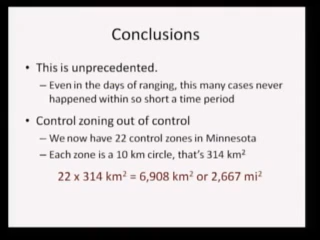 Conclusions
• This is unprecedented.
– Even in the days of ranging, this many cases never
happened within so short a time period
• Control zoning out of control
– We now have 22 control zones in Minnesota
– Each zone is a 10 km circle, that's 314 km²
22 x 314 km² = 6,908 km² or 2,667 mi²